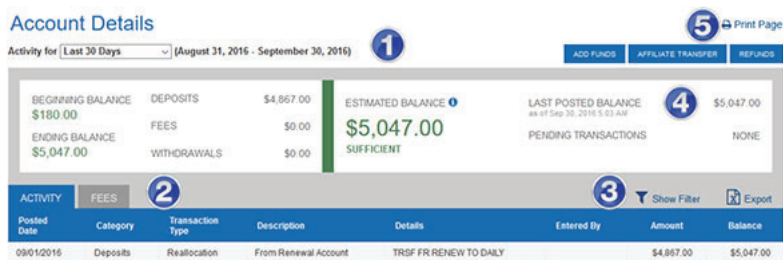 Account Details
5 Print Page
Activity for Last 30 Days (August 31, 2016 - September 30, 2016) 1
ADD FUNDS AFFILIATE TRANSFER REFUNDS
BEGINNING BALANCE
$180.00
ENDING BALANCE
$5,047.00
DEPOSITS $4,867.00
FEES $0.00
WITHDRAWALS $0.00
ESTIMATED BALANCE i
$5,047.00
SUFFICIENT
LAST POSTED BALANCE 4 $5,047.00
as of Sep 30, 2016 5:03 AM
PENDING TRANSACTIONS NONE
ACTIVITY FEES 2 3 Show Filter X Export
Posted Date Category Transaction Type Description Details Entered By Amount Balance
09/01/2016 Deposits Reallocation From Renewal Account TRSF FR RENEW TO DAILY $4,867.00 $5,047.00